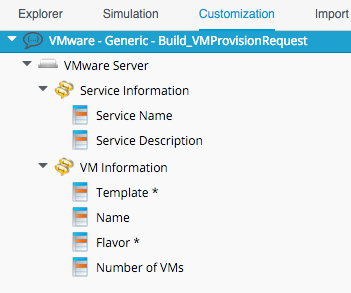 Explorer Simulation Customization Import
VMware - Generic - Build_VMProvisionRequest
VMware Server
Service Information
Service Name
Service Description
VM Information
Template *
Name
Flavor *
Number of VMs